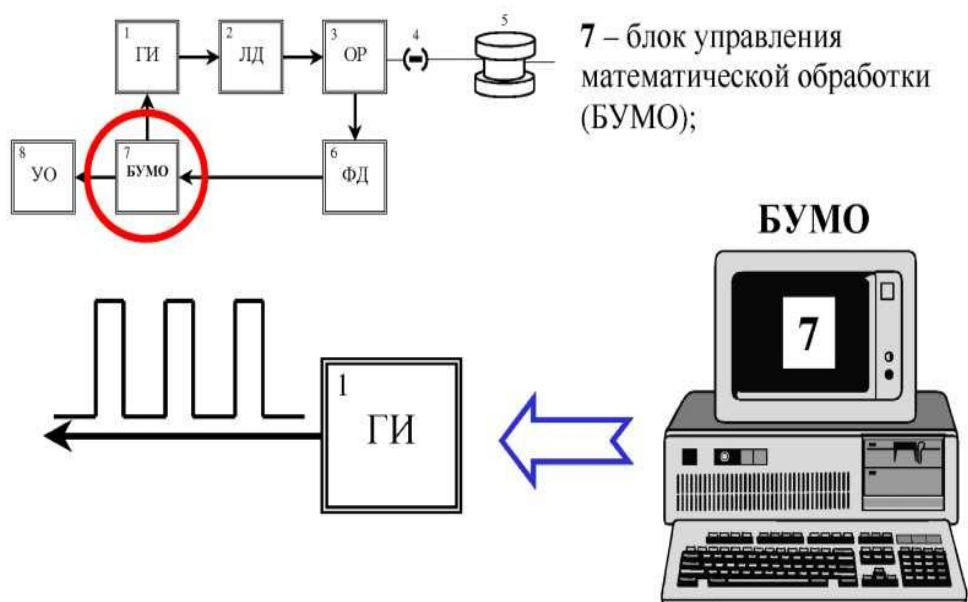 1
ГИ
2
ЛД
3
ОР
4
5
7 – блок управления
математической обработки
(БУМО);
8
УО
7
БУМО
6
ФД
БУМО
7
1
ГИ